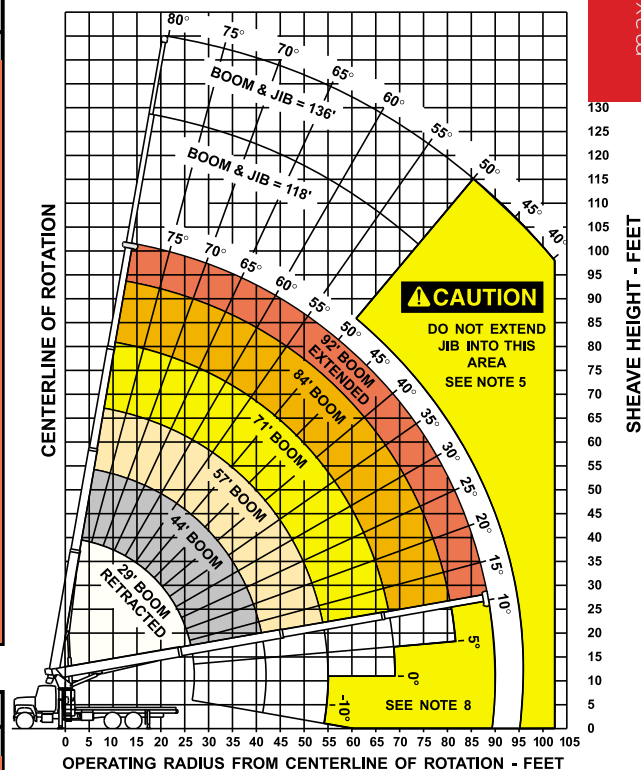 80°
75°
70°
65°
60°
55°
50°
45°
40°
BOOM & JIB = 136'
BOOM & JIB = 118'
CENTERLINE OF ROTATION
75°
70°
65°
60°
55°
50°
45°
40°
35°
30°
25°
20°
15°
10°
5°
0°
-10°
92' BOOM
EXTENDED
84' BOOM
71' BOOM
57' BOOM
44' BOOM
29' BOOM
RETRACTED
CAUTION
DO NOT EXTEND
JIB INTO THIS
AREA
SEE NOTE 5
SEE NOTE 8
130
125
120
115
110
105
100
95
90
85
80
75
70
65
60
55
50
45
40
35
30
25
20
15
10
5
0
SHEAVE HEIGHT - FEET
0 5 10 15 20 25 30 35 40 45 50 55 60 65 70 75 80 85 90 95 100 105
OPERATING RADIUS FROM CENTERLINE OF ROTATION - FEET